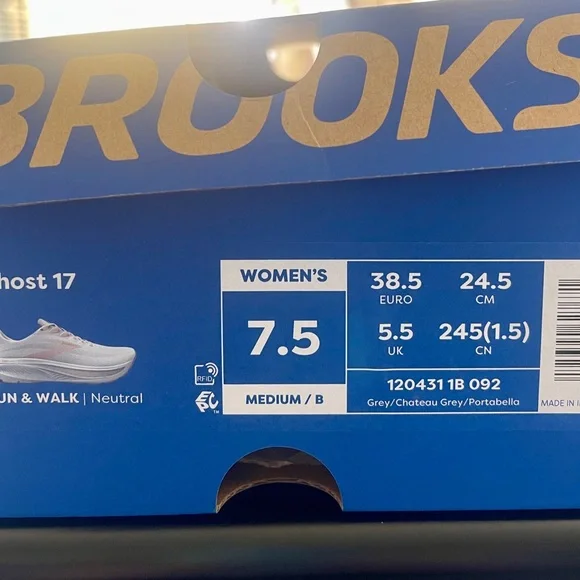 BROOKS
host 17
UN & WALK | Neutral
RFID
EPC™
WOMEN'S
7.5
MEDIUM / B
38.5
EURO
24.5
CM
5.5
UK
245(1.5)
CN
120431 1B 092
Grey/Chateau Grey/Portabella
MADE IN